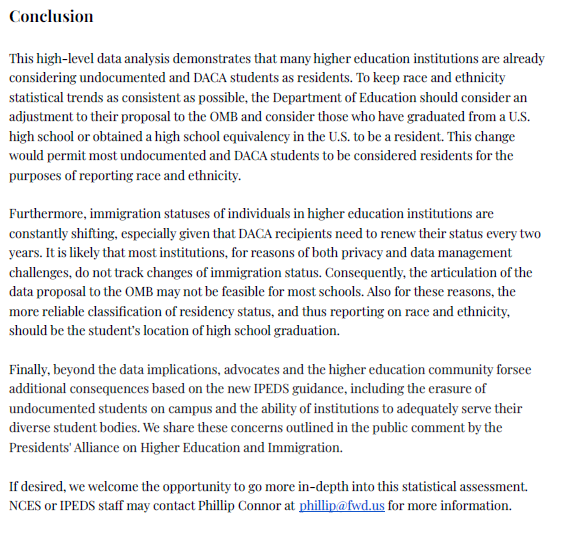 Conclusion
This high-level data analysis demonstrates that many higher education institutions are already
considering undocumented and DACA students as residents. To keep race and ethnicity
statistical trends as consistent as possible, the Department of Education should consider an
adjustment to their proposal to the OMB and consider those who have graduated from a U.S.
high school or obtained a high school equivalency in the U.S. to be a resident. This change
would permit most undocumented and DACA students to be considered residents for the
purposes of reporting race and ethnicity.
Furthermore, immigration statuses of individuals in higher education institutions are
constantly shifting, especially given that DACA recipients need to renew their status every two
years. It is likely that most institutions, for reasons of both privacy and data management
challenges, do not track changes of immigration status. Consequently, the articulation of the
data proposal to the OMB may not be feasible for most schools. Also for these reasons, the
more reliable classification of residency status, and thus reporting on race and ethnicity,
should be the student's location of high school graduation.
Finally, beyond the data implications, advocates and the higher education community forsee
additional consequences based on the new IPEDS guidance, including the erasure of
undocumented students on campus and the ability of institutions to adequately serve their
diverse student bodies. We share these concerns outlined in the public comment by the
Presidents' Alliance on Higher Education and Immigration.
If desired, we welcome the opportunity to go more in-depth into this statistical assessment.
NCES or IPEDS staff may contact Phillip Connor at phillip@fwd.us for more information.